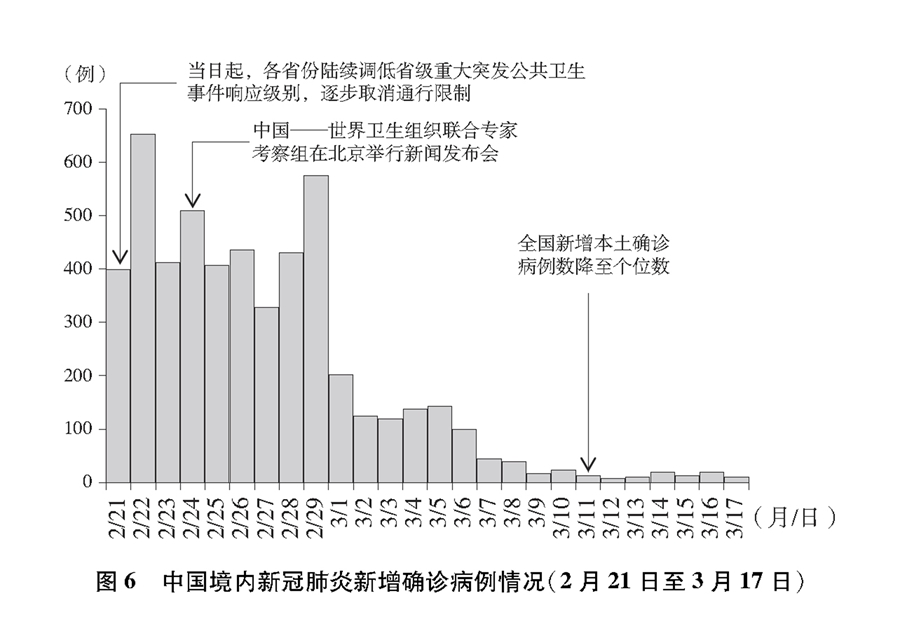 （例）
当日起，各省份陆续调低省级重大突发公共卫生
事件响应级别，逐步取消通行限制
中国——世界卫生组织联合专家
考察组在北京举行新闻发布会
全国新增本土确诊
病例数降至个位数
700
600
500
400
300
200
100
0
2/21 2/22 2/23 2/24 2/25 2/26 2/27 2/28 2/29 3/1 3/2 3/3 3/4 3/5 3/6 3/7 3/8 3/9 3/10 3/11 3/12 3/13 3/14 3/15 3/16 3/17 （月/日）
图 6 中国境内新冠肺炎新增确诊病例情况（2 月 21 日至 3 月 17 日）